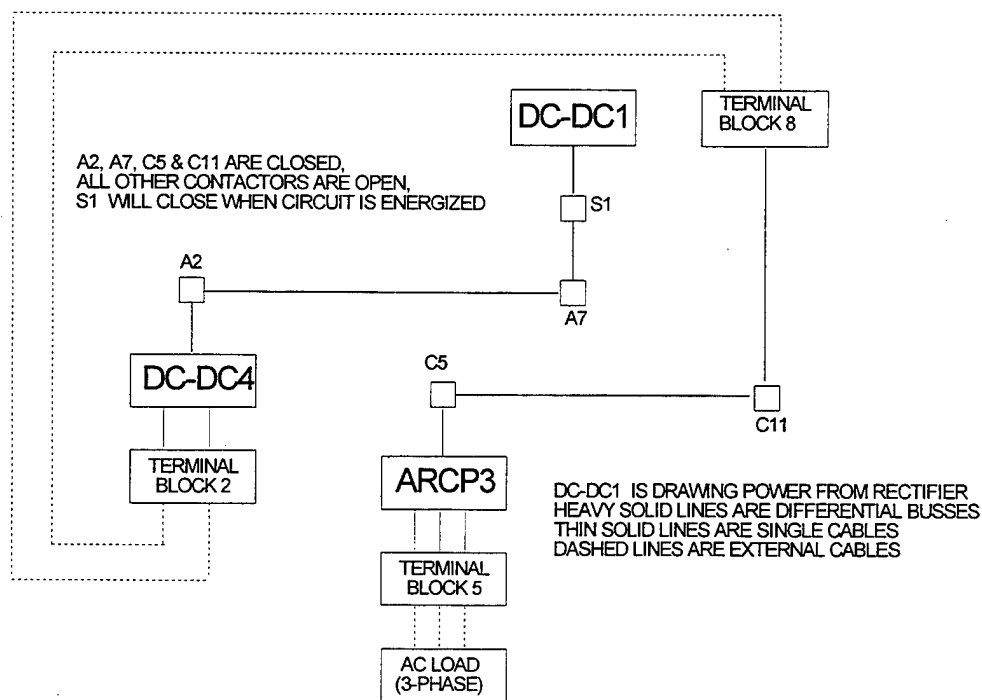 DC-DC1
TERMINAL
BLOCK 8
A2, A7, C5 & C11 ARE CLOSED,
ALL OTHER CONTACTORS ARE OPEN,
S1 WILL CLOSE WHEN CIRCUIT IS ENERGIZED
S1
A2
A7
DC-DC4
C5
C11
TERMINAL
BLOCK 2
ARCP3
DC-DC1 IS DRAWING POWER FROM RECTIFIER
HEAVY SOLID LINES ARE DIFFERENTIAL BUSSES
THIN SOLID LINES ARE SINGLE CABLES
DASHED LINES ARE EXTERNAL CABLES
TERMINAL
BLOCK 5
AC LOAD
(3-PHASE)